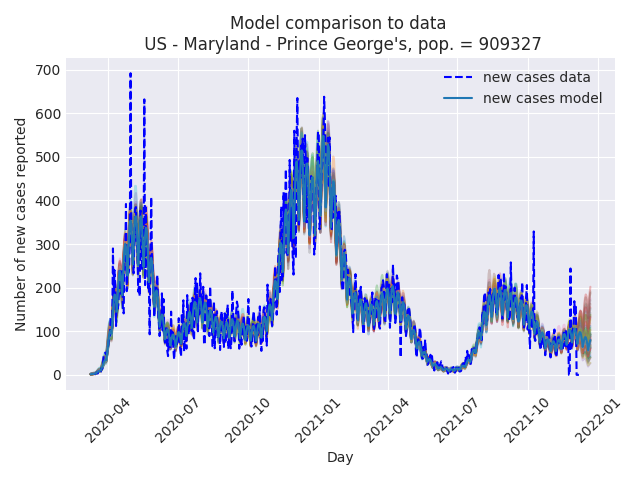 Model comparison to data
US - Maryland - Prince George's, pop. = 909327
new cases data
new cases model
Number of new cases reported
700
600
500
400
300
200
100
0
2020-04
2020-07
2020-10
2021-01
2021-04
2021-07
2021-10
2022-01
Day